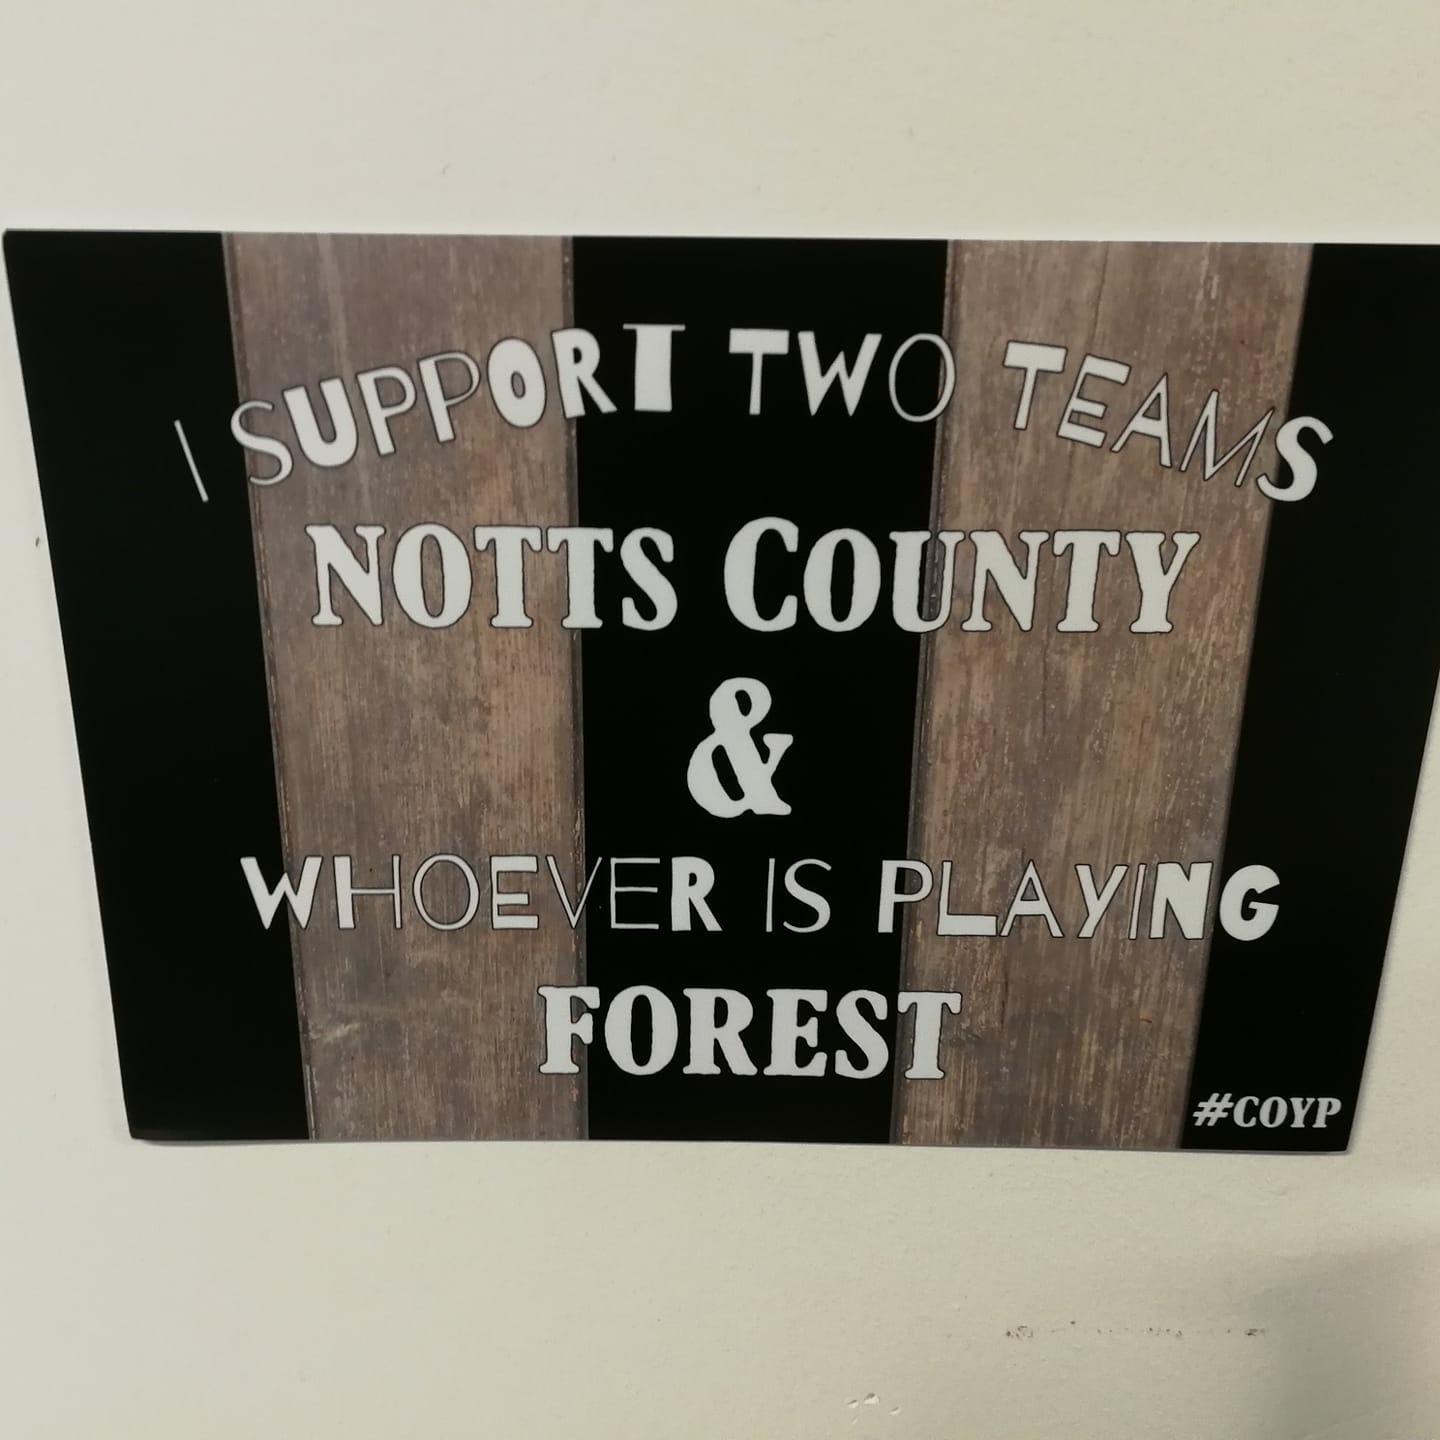 I SUPPORT TWO TEAMS
NOTTS COUNTY
&
WHOEVER IS PLAYING
FOREST
#COYP